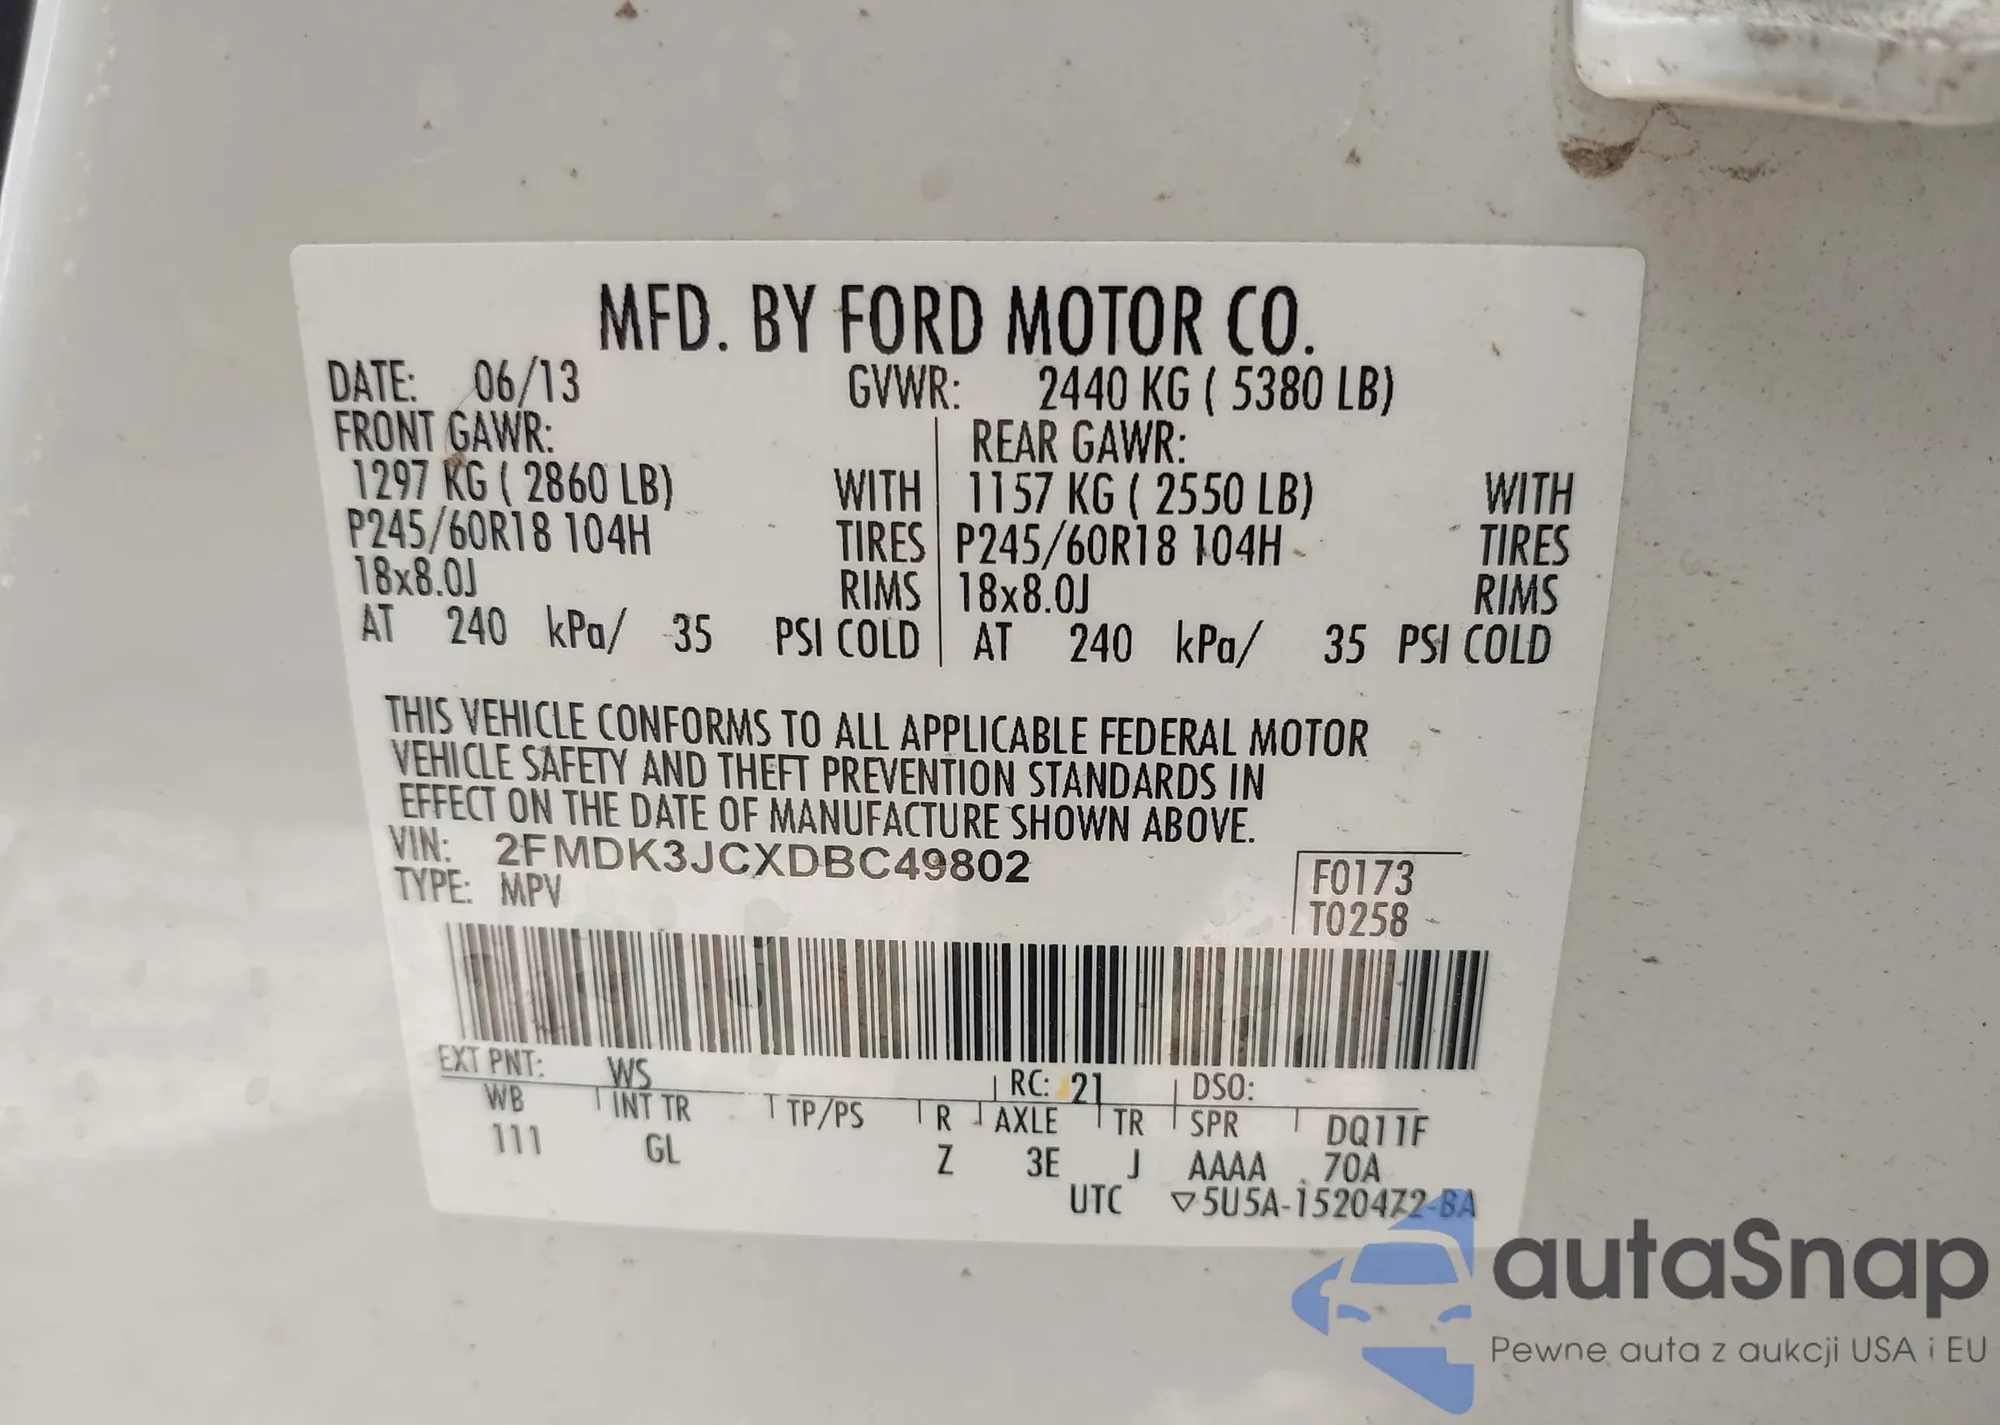 MFD. BY FORD MOTOR CO.
DATE: 06/13 GVWR: 2440 KG ( 5380 LB)
FRONT GAWR: REAR GAWR:
1297 KG ( 2860 LB) WITH 1157 KG ( 2550 LB) WITH
P245/60R18 104H TIRES P245/60R18 104H TIRES
18x8.0J RIMS 18x8.0J RIMS
AT 240 kPa/ 35 PSI COLD AT 240 kPa/ 35 PSI COLD
THIS VEHICLE CONFORMS TO ALL APPLICABLE FEDERAL MOTOR
VEHICLE SAFETY AND THEFT PREVENTION STANDARDS IN
EFFECT ON THE DATE OF MANUFACTURE SHOWN ABOVE.
VIN: 2FMDK3JCXDBC49802
TYPE: MPV
F0173
T0258
EXT PNT: WS RC: 21 DSO:
WB INT TR TP/PS R AXLE TR SPR DQ11F
111 GL Z 3E J AAAA 70A
UTC ▽5U5A-1520472-BA
autaSnap
Pewne auta z aukcji USA i EU